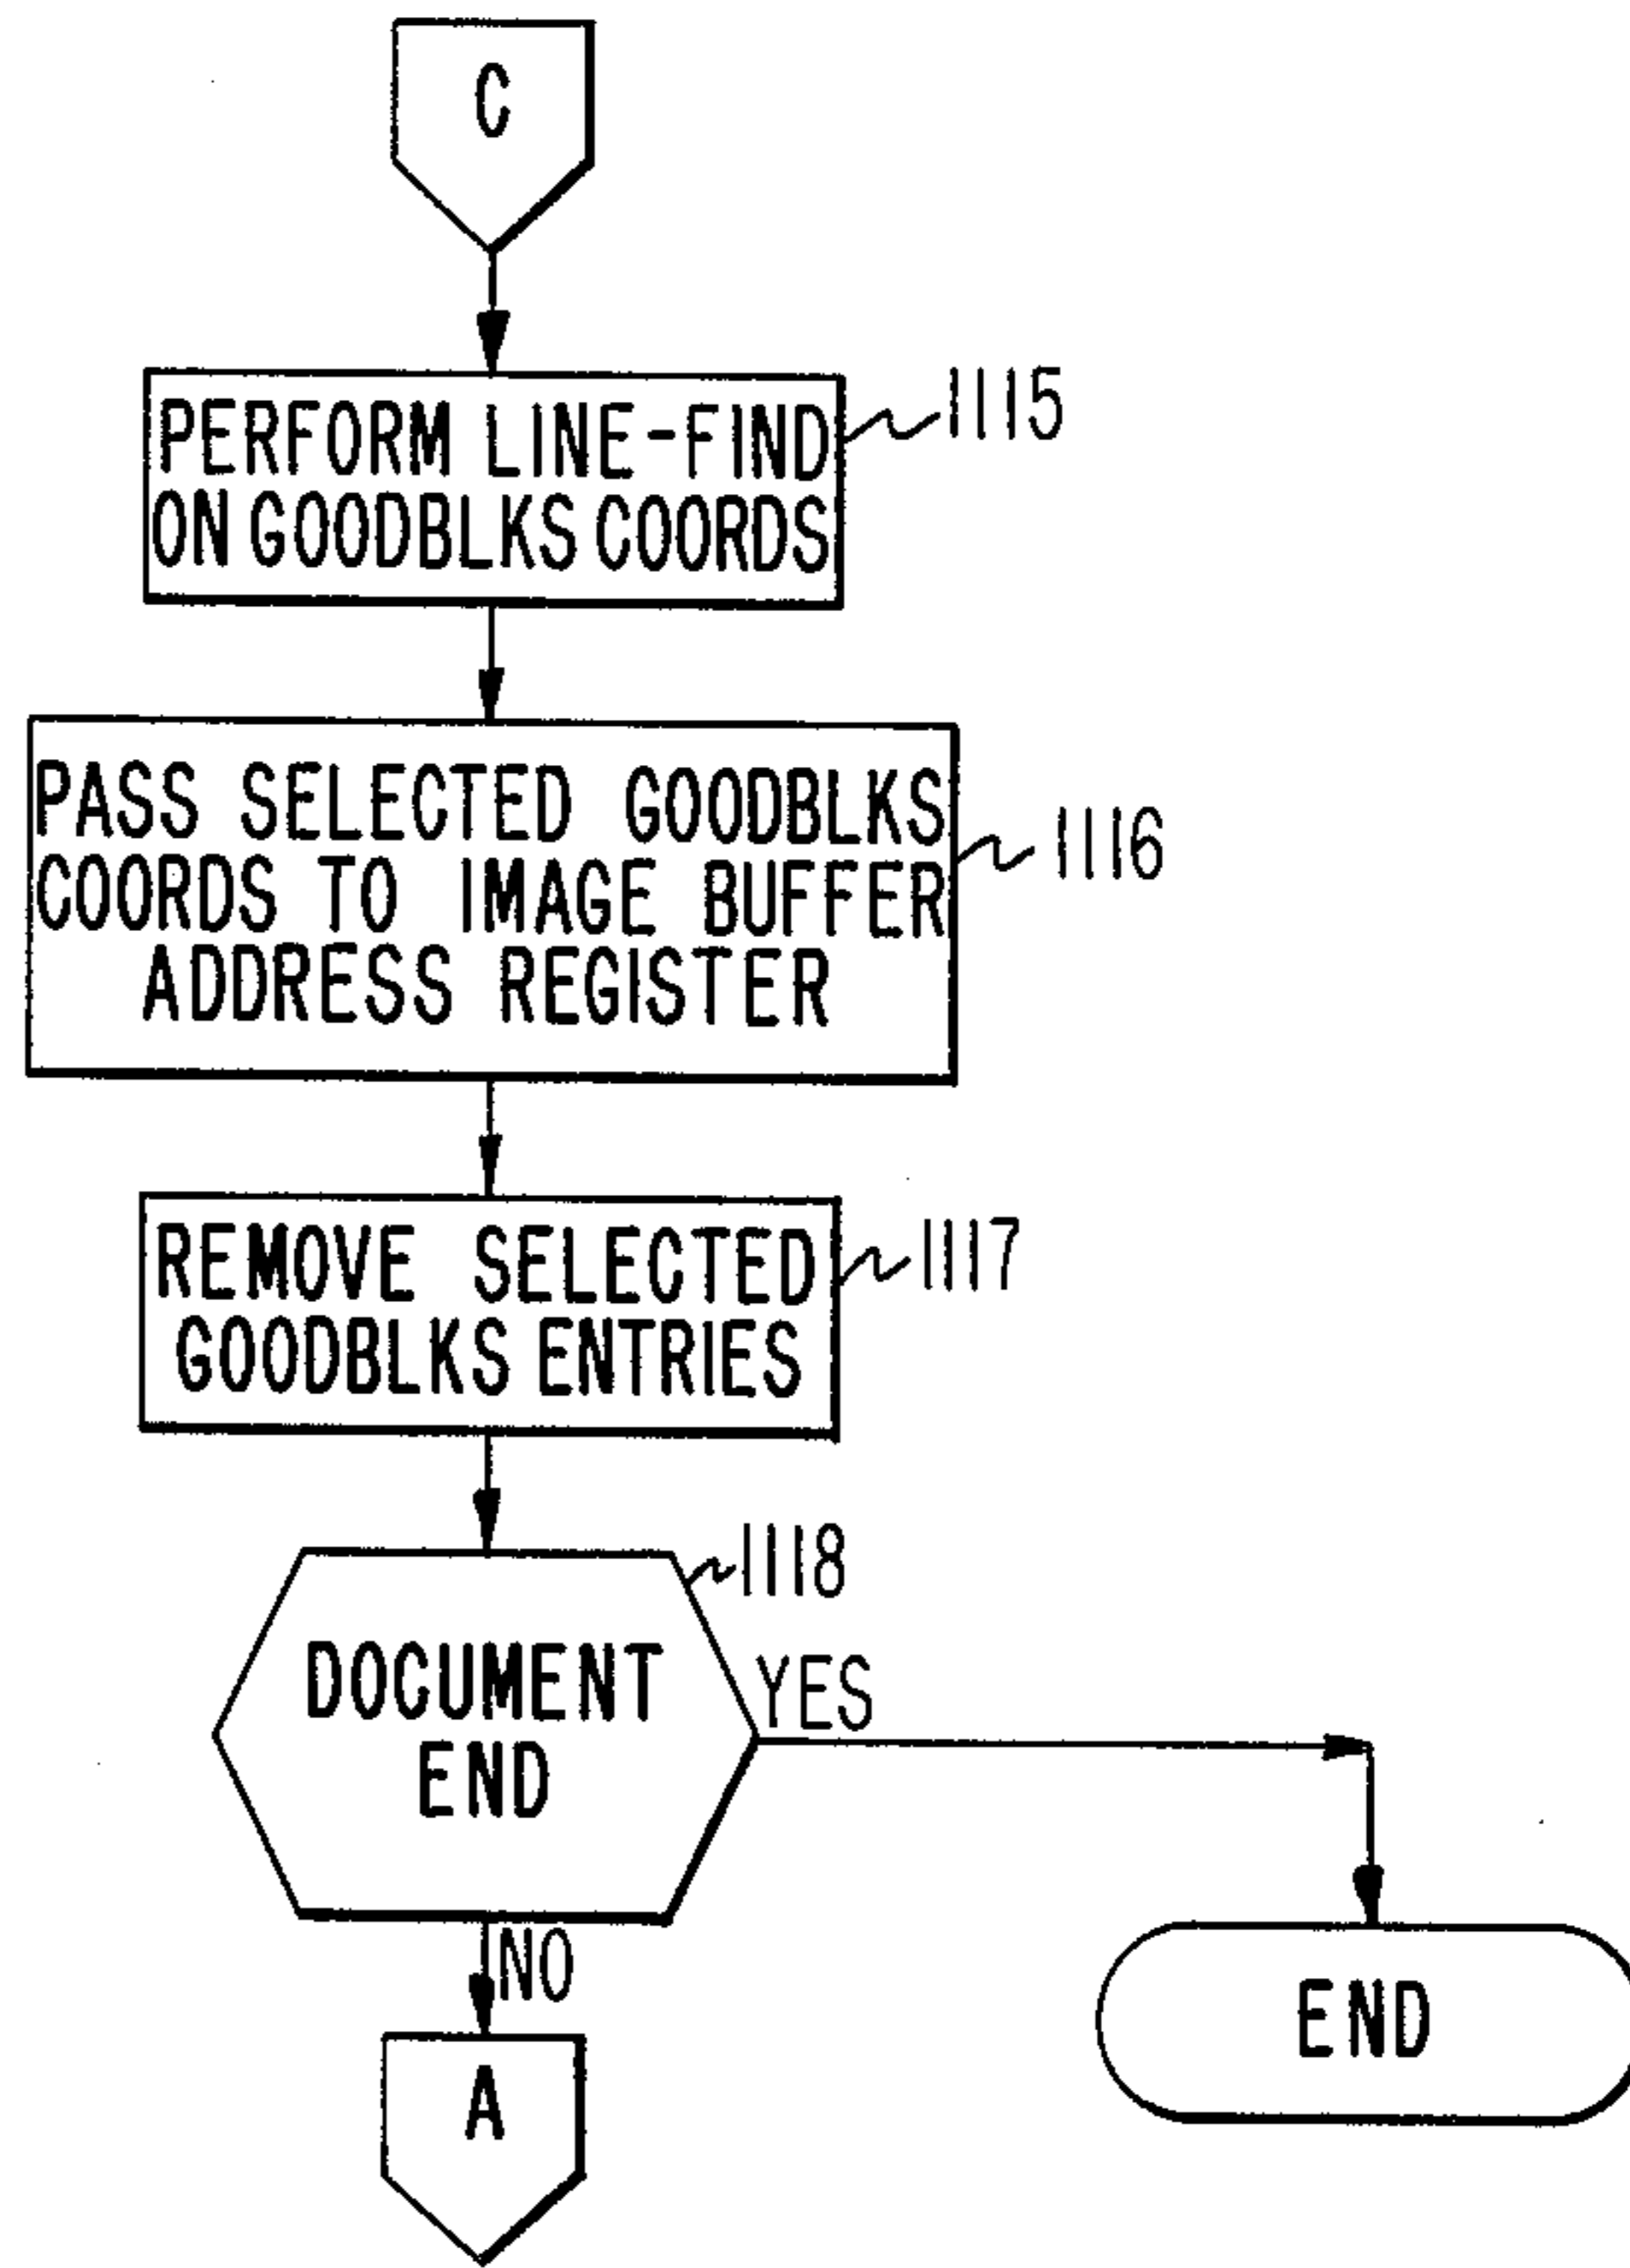 C
PERFORM LINE-FIND
ON GOODBLKS COORDS
1115
PASS SELECTED GOODBLKS
COORDS TO IMAGE BUFFER
ADDRESS REGISTER
1116
REMOVE SELECTED
GOODBLKS ENTRIES
1117
1118
DOCUMENT
END
YES
NO
END
A